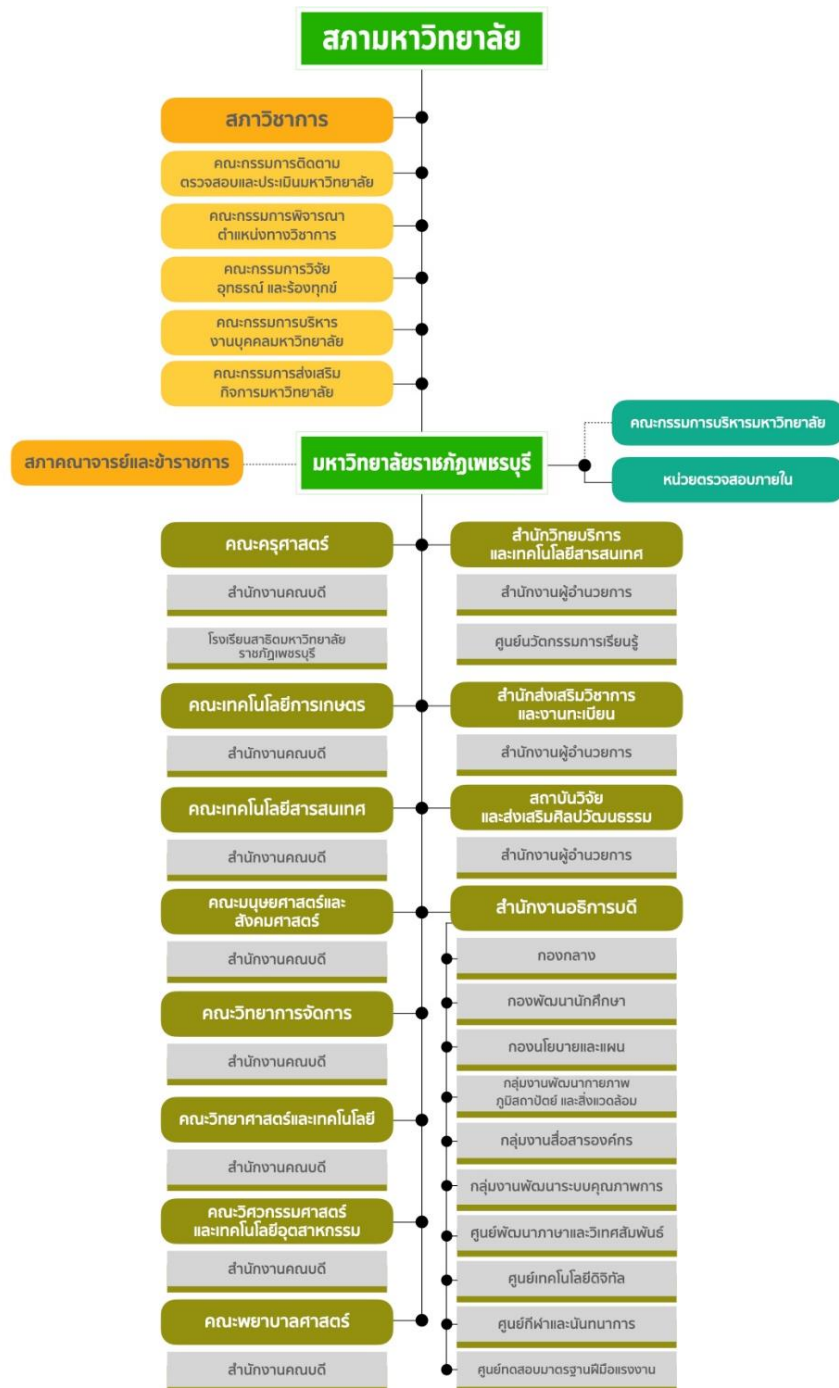 สภามหาวิทยาลัย
สภาวิชาการ
คณะกรรมการติดตาม
ตรวจสอบและประเมินมหาวิทยาลัย
คณะกรรมการพิจารณา
ตำแหน่งทางวิชาการ
คณะกรรมการวิจัย
อุทธรณ์ และร้องทุกข์
คณะกรรมการบริหาร
งานบุคคลมหาวิทยาลัย
คณะกรรมการส่งเสริม
กิจการมหาวิทยาลัย
สภาคณาจารย์และข้าราชการ
มหาวิทยาลัยราชภัฏเพชรบุรี
คณะกรรมการบริหารมหาวิทยาลัย
หน่วยตรวจสอบภายใน
คณะครุศาสตร์
สำนักงานคณบดี
โรงเรียนสาธิตมหาวิทยาลัย
ราชภัฏเพชรบุรี
คณะเทคโนโลยีการเกษตร
สำนักงานคณบดี
คณะเทคโนโลยีสารสนเทศ
สำนักงานคณบดี
คณะมนุษยศาสตร์และ
สังคมศาสตร์
สำนักงานคณบดี
คณะวิทยาการจัดการ
สำนักงานคณบดี
คณะวิทยาศาสตร์และเทคโนโลยี
สำนักงานคณบดี
คณะวิศวกรรมศาสตร์
และเทคโนโลยีอุตสาหกรรม
สำนักงานคณบดี
คณะพยาบาลศาสตร์
สำนักงานคณบดี
สำนักวิทยบริการ
และเทคโนโลยีสารสนเทศ
สำนักงานผู้อำนวยการ
ศูนย์นวัตกรรมการเรียนรู้
สำนักส่งเสริมวิชาการ
และงานทะเบียน
สำนักงานผู้อำนวยการ
สถาบันวิจัย
และส่งเสริมศิลปวัฒนธรรม
สำนักงานผู้อำนวยการ
สำนักงานอธิการบดี
กองกลาง
กองพัฒนานักศึกษา
กองนโยบายและแผน
กลุ่มงานพัฒนากายภาพ
ภูมิสถาปัตย์ และสิ่งแวดล้อม
กลุ่มงานสื่อสารองค์กร
กลุ่มงานพัฒนาระบบคุณภาพการ
ศูนย์พัฒนาภาษาและวิเทศสัมพันธ์
ศูนย์เทคโนโลยีดิจิทัล
ศูนย์กีฬาและนันทนาการ
ศูนย์ทดสอบมาตรฐานฝีมือแรงงาน